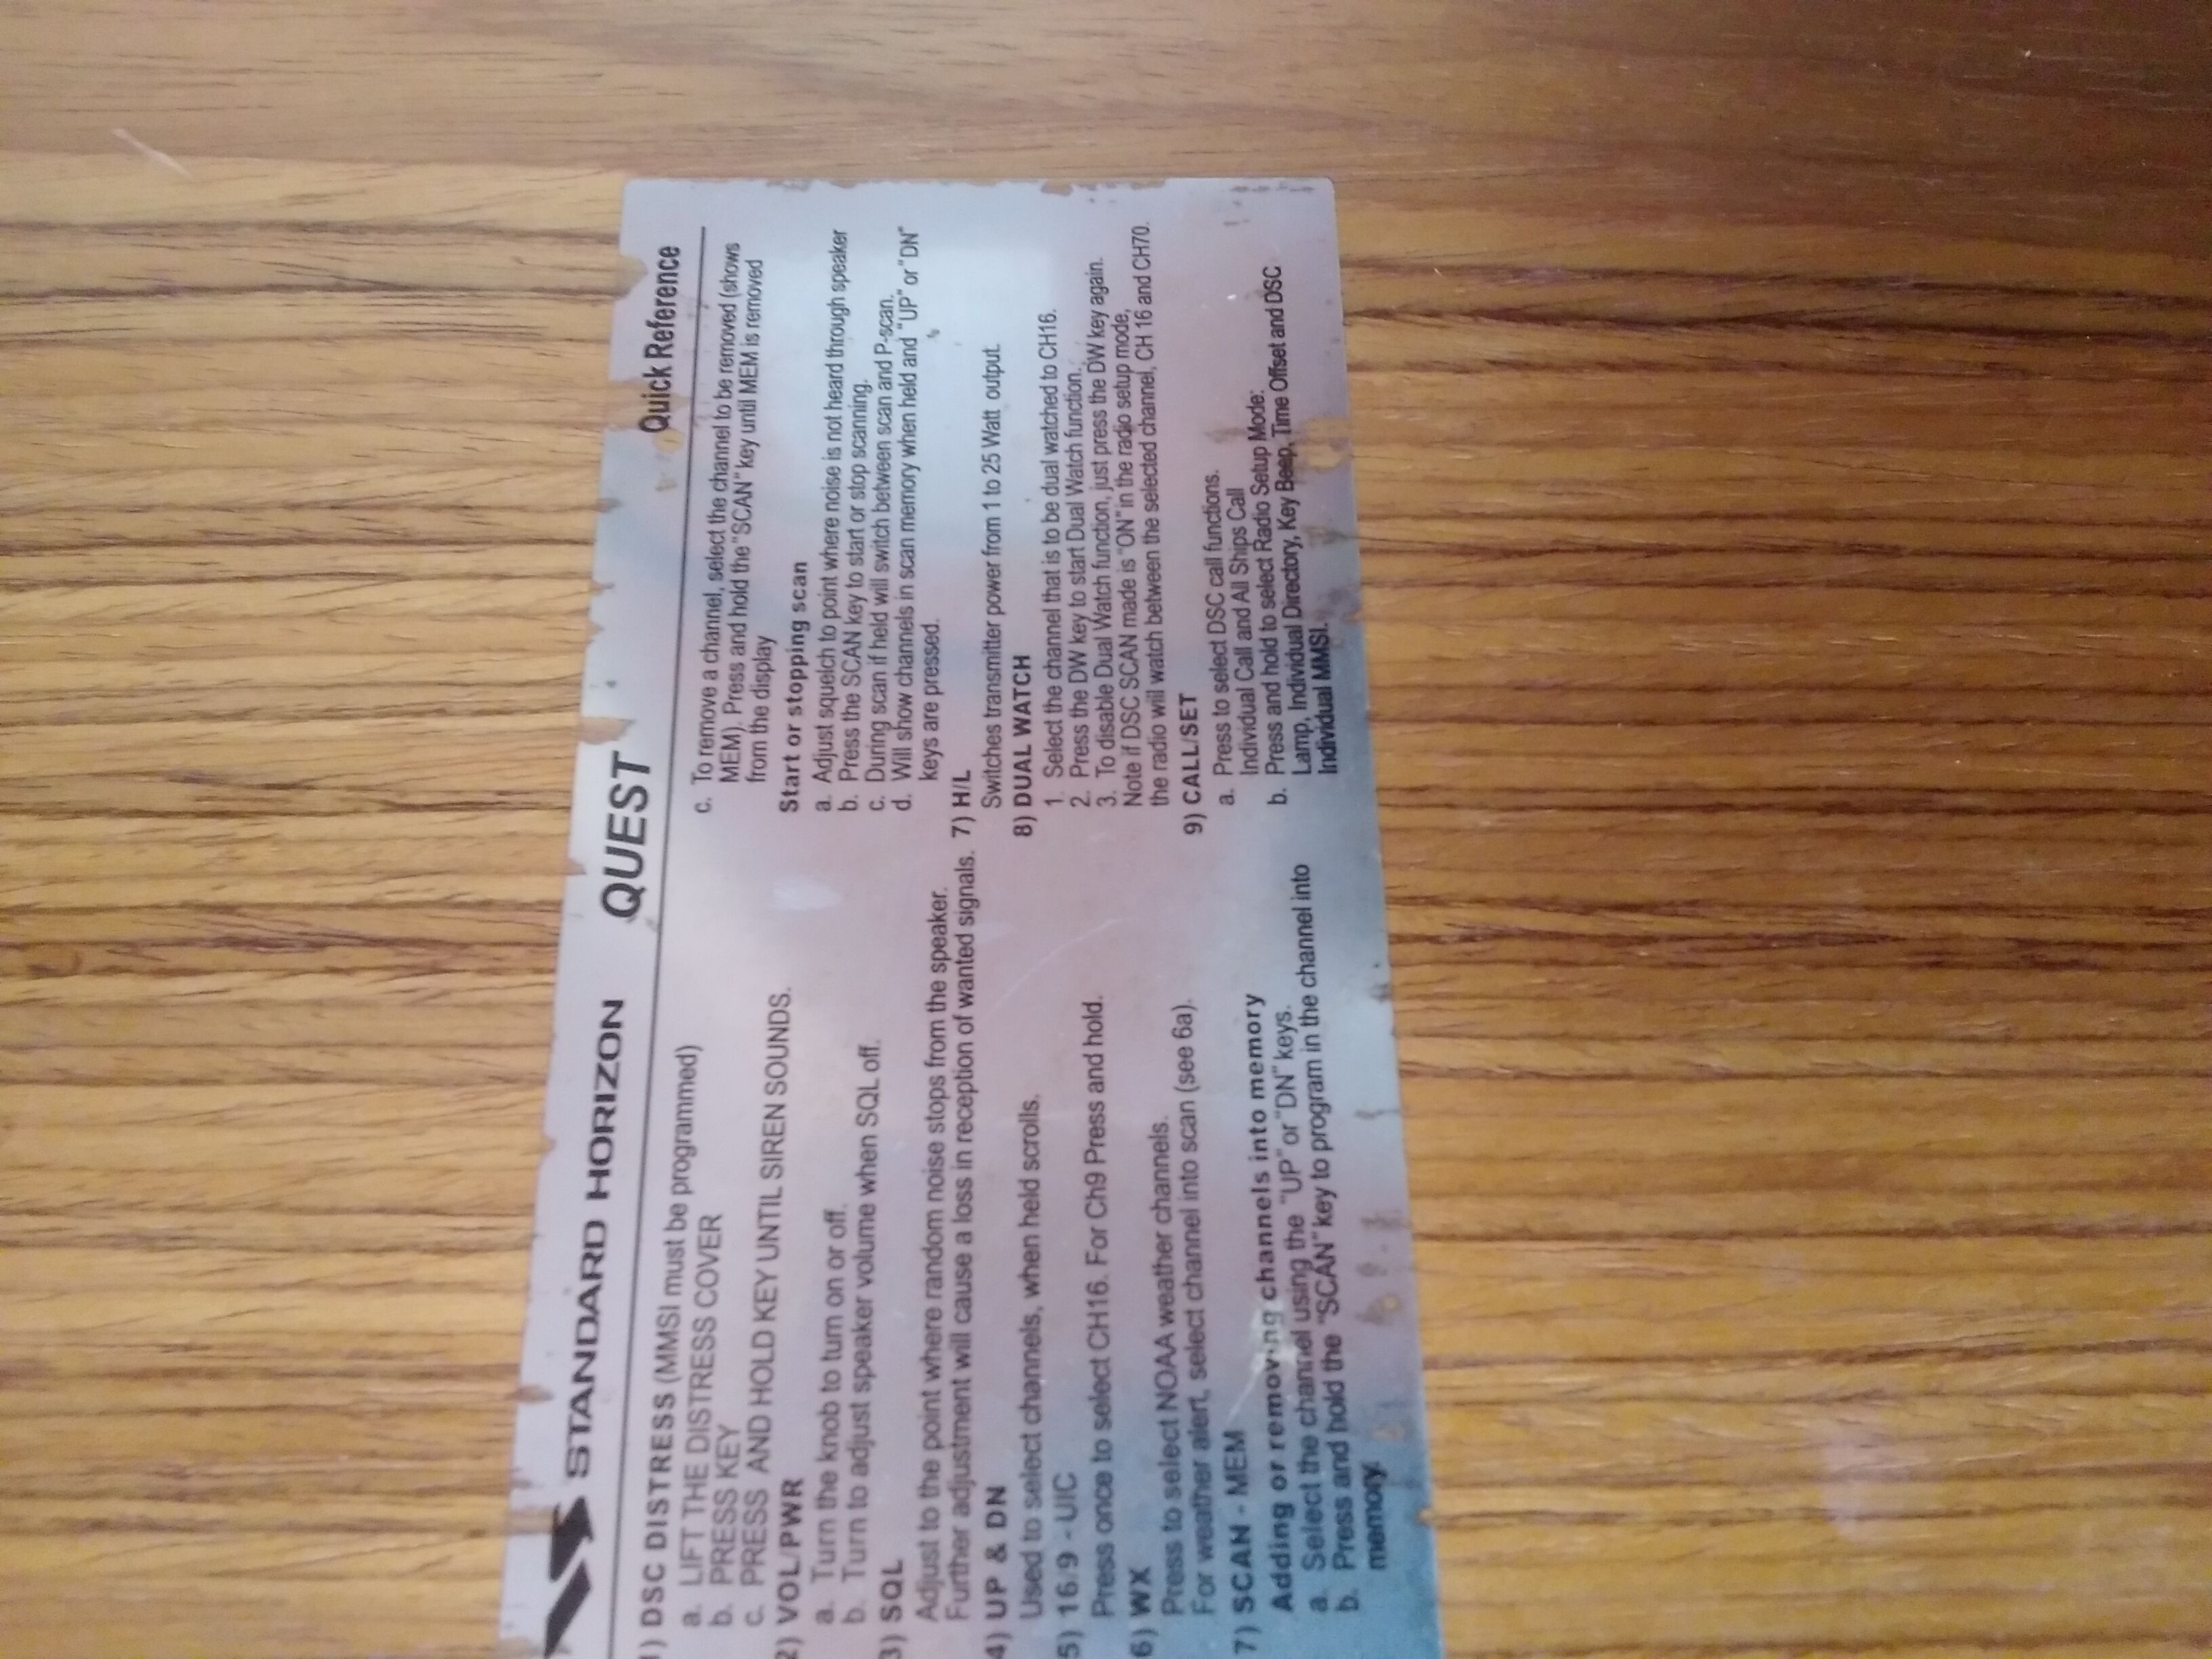 STANDARD HORIZON QUEST Quick Reference
1) DSC DISTRESS (MMSI must be programmed)
a. LIFT THE DISTRESS COVER
b. PRESS KEY
c. PRESS AND HOLD KEY UNTIL SIREN SOUNDS.
2) VOL/PWR
a. Turn the knob to turn on or off.
b. Turn to adjust speaker volume when SQL off.
3) SQL
Adjust to the point where random noise stops from the speaker.
Further adjustment will cause a loss in reception of wanted signals.
4) UP & DN
Used to select channels, when held scrolls.
5) 16/9 - UIC
Press once to select CH16. For Ch9 Press and hold.
6) WX
Press to select NOAA weather channels.
For weather alert, select channel into scan (see 6a).
7) SCAN - MEM
Adding or removing channels into memory
a. Select the channel using the "UP" or "DN" keys.
b. Press and hold the "SCAN" key to program in the channel into
memory.
c. To remove a channel, select the channel to be removed (shows
MEM). Press and hold the "SCAN" key until MEM is removed
from the display
Start or stopping scan
a. Adjust squelch to point where noise is not heard through speaker
b. Press the SCAN key to start or stop scanning.
c. During scan if held will switch between scan and P-scan.
d. Will show channels in scan memory when held and "UP" or "DN"
keys are pressed.
7) H/L
Switches transmitter power from 1 to 25 Watt output.
8) DUAL WATCH
1. Select the channel that is to be dual watched to CH16.
2. Press the DW key to start Dual Watch function.
3. To disable Dual Watch function, just press the DW key again.
Note if DSC SCAN made is "ON" in the radio setup mode,
the radio will watch between the selected channel, CH 16 and CH70.
9) CALL/SET
a. Press to select DSC call functions.
Individual Call and All Ships Call
b. Press and hold to select Radio Setup Mode:
Lamp, Individual Directory, Key Beep, Time Offset and DSC
Individual MMSI.